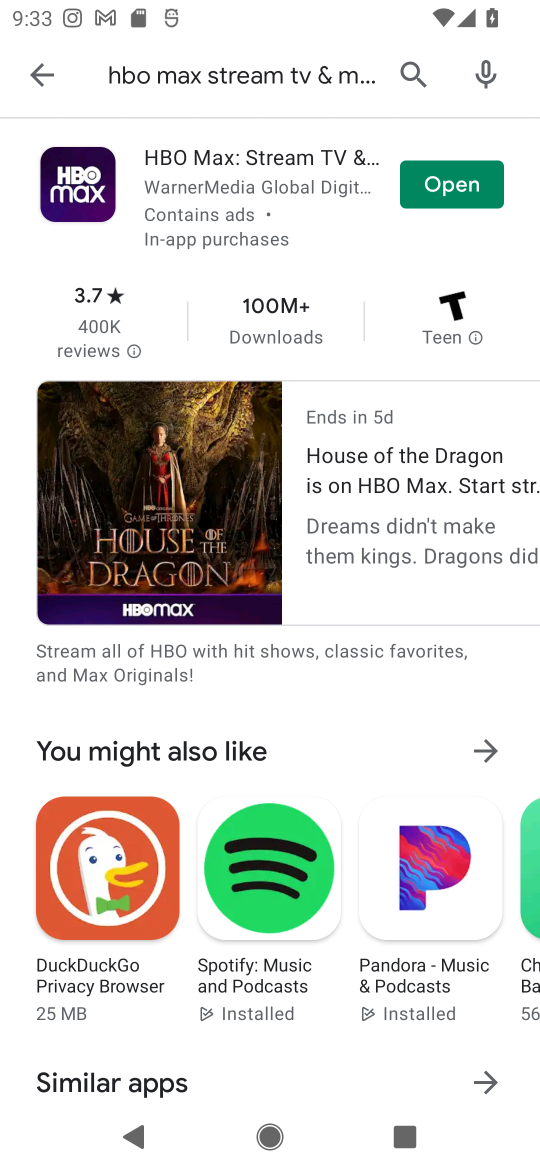 9:33
hbo max stream tv & m...
HBO Max: Stream TV &...
WarnerMedia Global Digit...
Contains ads •
In-app purchases
Open
HBO
max
3.7★
400K
reviews
100M+
Downloads
T
Teen
GAME OF THRONES
HOUSE OF THE
DRAGON
HBOmax
Ends in 5d
House of the Dragon
is on HBO Max. Start str.
Dreams didn't make
them kings. Dragons did
Stream all of HBO with hit shows, classic favorites,
and Max Originals!
You might also like
DuckDuckGo
Privacy Browser
25 MB
Spotify: Music
and Podcasts
Installed
Pandora - Music
& Podcasts
Installed
Ch
Ba
56
Similar apps